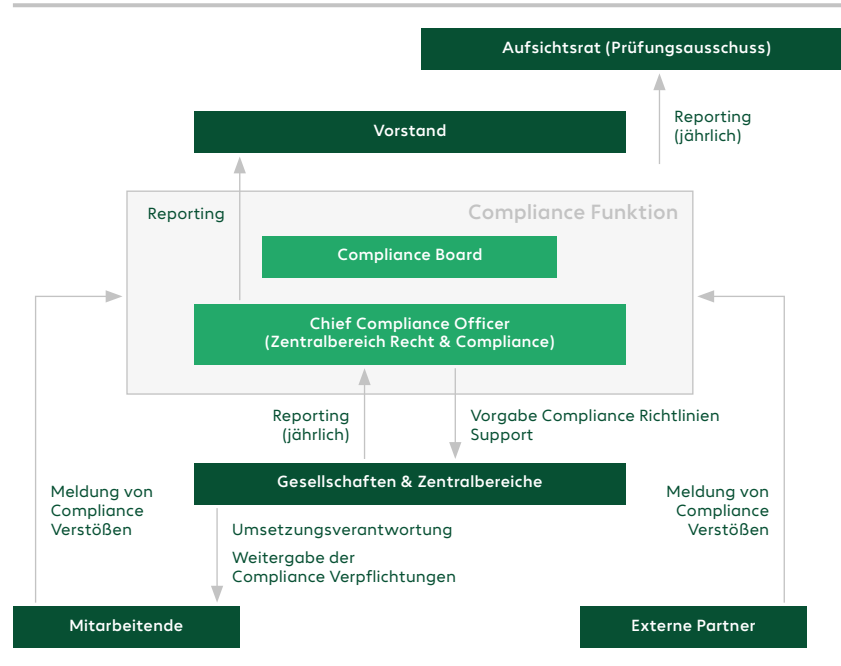 Aufsichtsrat (Prüfungsausschuss)
Reporting
(jährlich)
Vorstand
Reporting
Compliance Funktion
Compliance Board
Chief Compliance Officer
(Zentralbereich Recht & Compliance)
Reporting
(jährlich)
Vorgabe Compliance Richtlinien
Support
Gesellschaften & Zentralbereiche
Meldung von
Compliance
Verstößen
Umsetzungsverantwortung
Weitergabe der
Compliance Verpflichtungen
Meldung von
Compliance
Verstößen
Mitarbeitende
Externe Partner